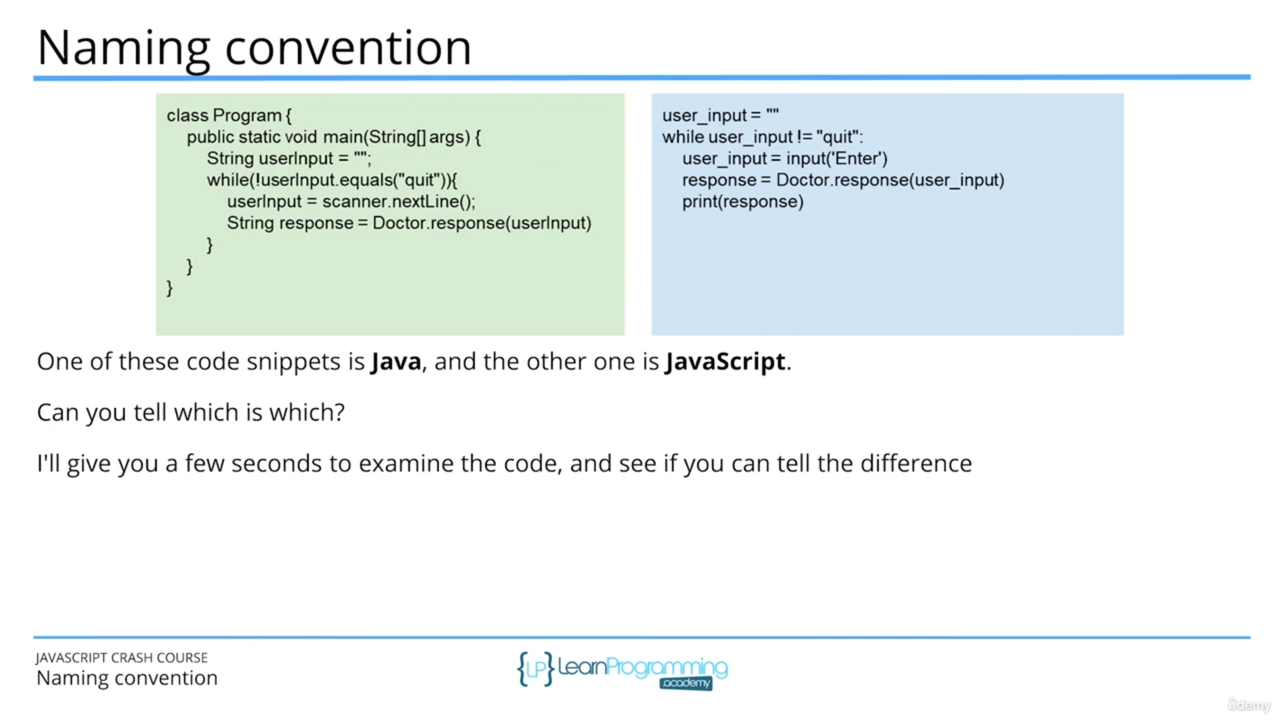 Naming convention
class Program {
public static void main(String[] args) {
String userInput = "";
while(!userInput.equals("quit")){
userInput = scanner.nextLine();
String response = Doctor.response(userInput)
}
}
}
user_input = ""
while user_input != "quit":
user_input = input('Enter')
response = Doctor.response(user_input)
print(response)
One of these code snippets is Java, and the other one is JavaScript.
Can you tell which is which?
I'll give you a few seconds to examine the code, and see if you can tell the difference
JAVASCRIPT CRASH COURSE
Naming convention
{LP} LearnProgramming
.academy
ûdemy